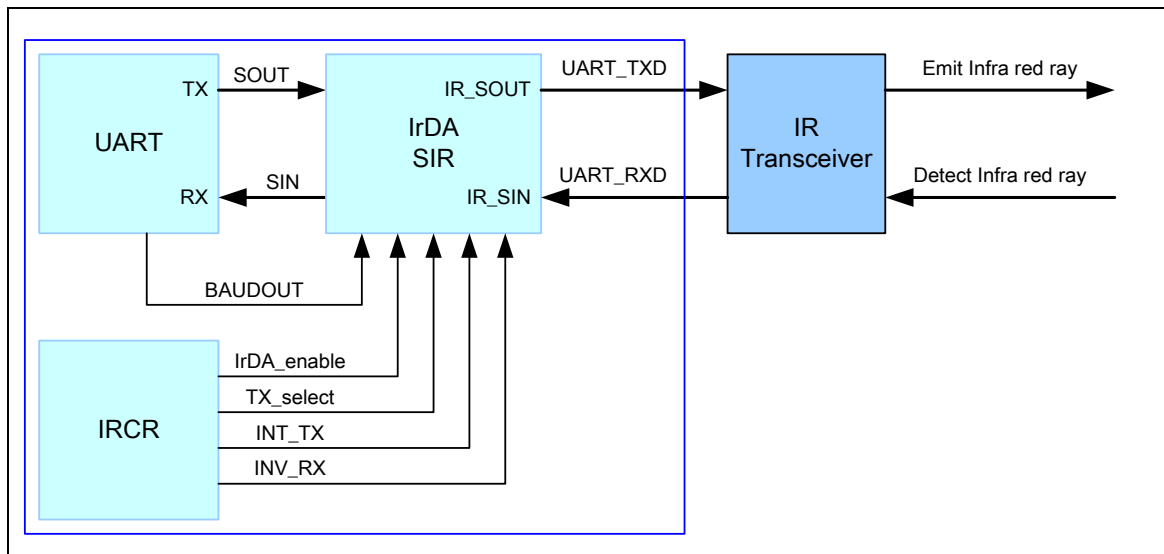 TX
SOUT
IR_SOUT
UART_TXD
Emit Infra red ray
UART
IrDA
SIR
IR
Transceiver
RX
SIN
IR_SIN
UART_RXD
Detect Infra red ray
BAUDOUT
IRCR
IrDA_enable
TX_select
INT_TX
INV_RX